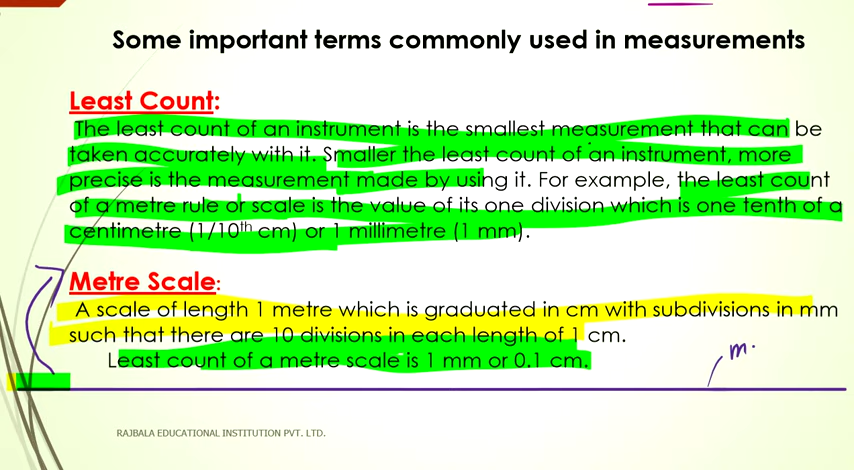 Some important terms commonly used in measurements
Least Count:
The least count of an instrument is the smallest measurement that can be
taken accurately with it. Smaller the least count of an instrument, more
precise is the measurement made by using it. For example, the least count
of a metre rule or scale is the value of its one division which is one tenth of a
centimetre (1/10th cm) or 1 millimetre (1 mm).
Metre Scale:
A scale of length 1 metre which is graduated in cm with subdivisions in mm
such that there are 10 divisions in each length of 1 cm.
Least count of a metre scale is 1 mm or 0.1 cm.
m.
RAJBALA EDUCATIONAL INSTITUTION PVT. LTD.